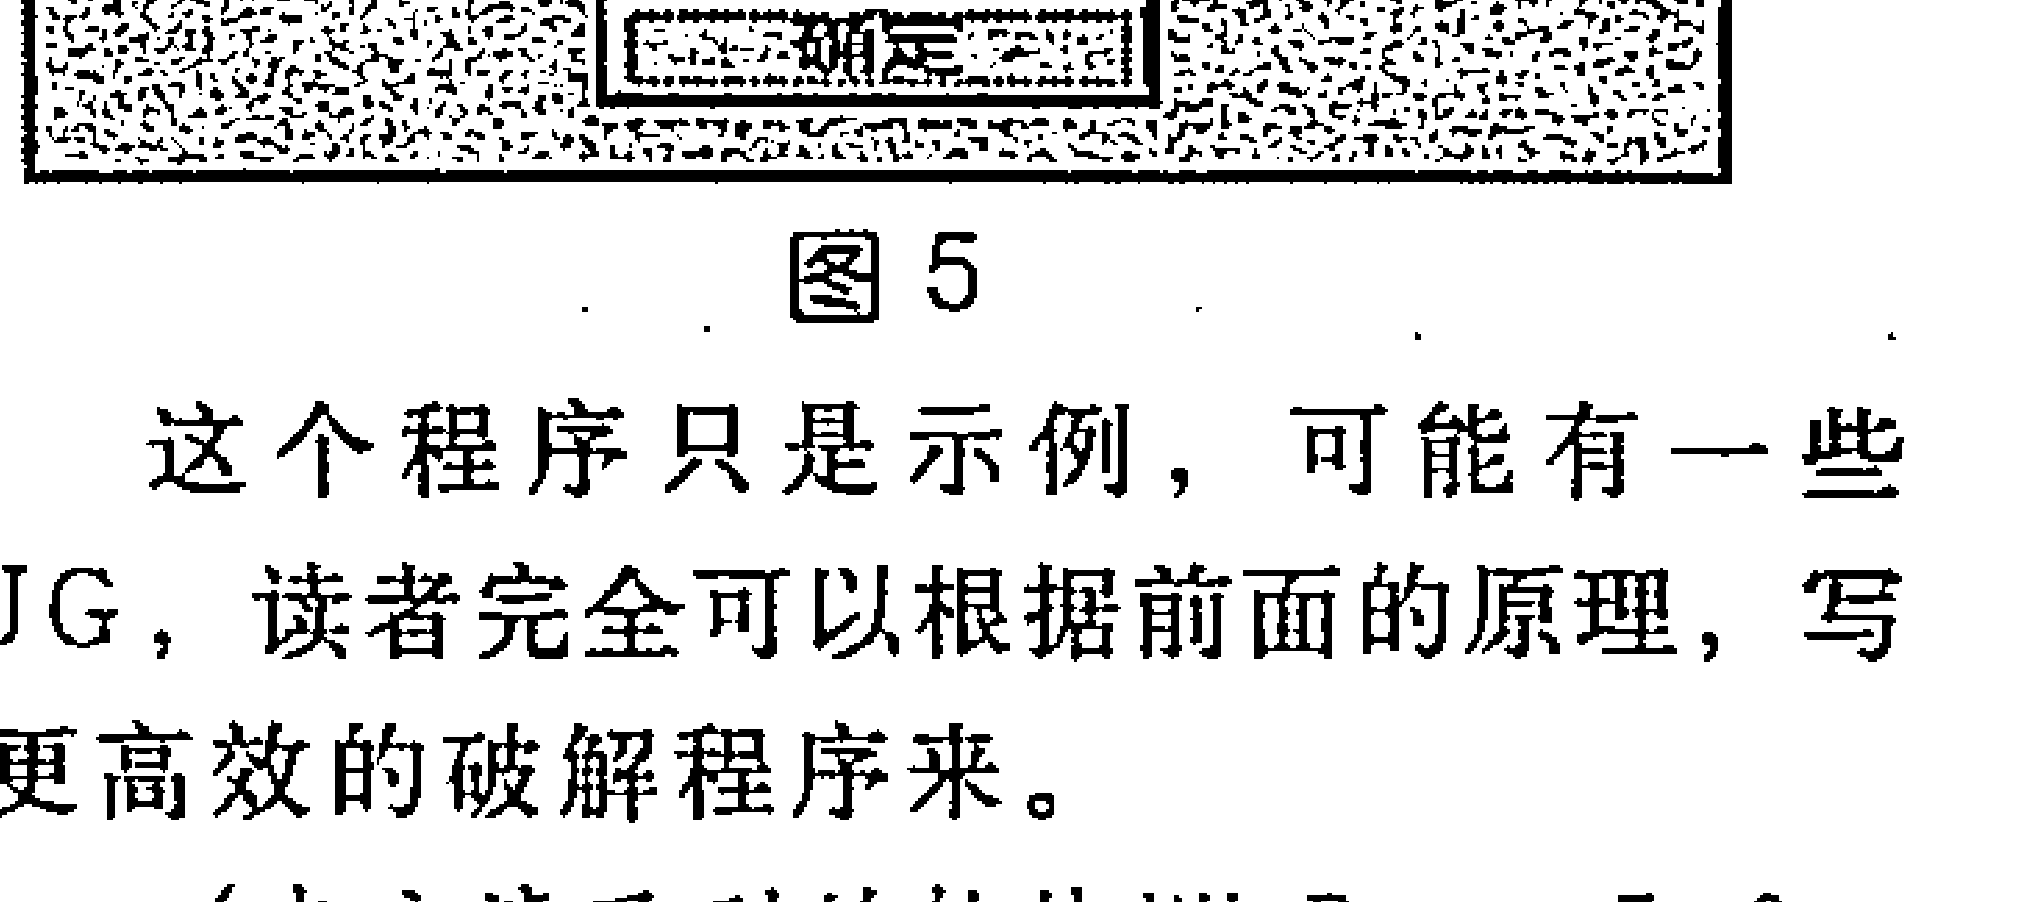 确定
图 5
这个程序只是示例，可能有一些
UG，读者完全可以根据前面的原理，写
更高效的破解程序来。